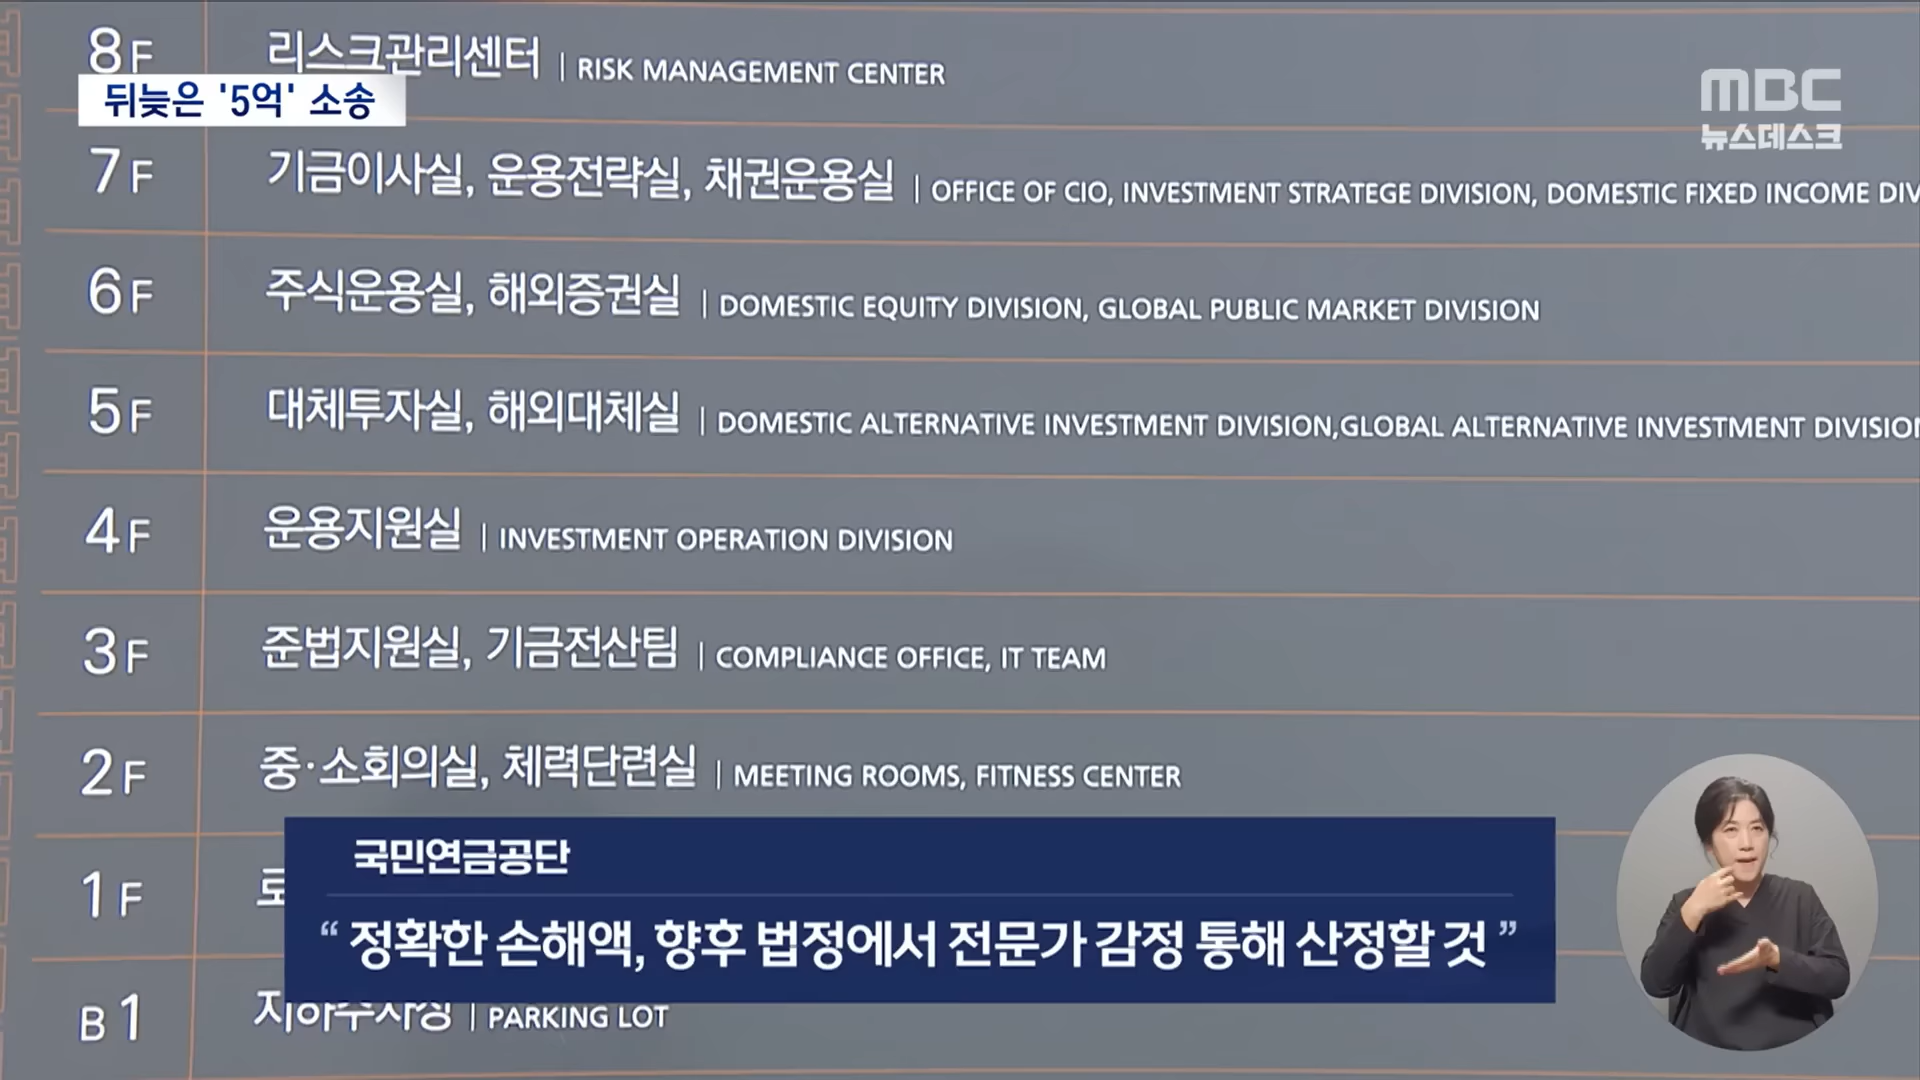 8F 리스크관리센터 | RISK MANAGEMENT CENTER
뒤늦은 '5억' 소송
MBC
뉴스데스크
7F 기금이사실, 운용전략실, 채권운용실 | OFFICE OF CIO, INVESTMENT STRATEGE DIVISION, DOMESTIC FIXED INCOME DIV
6F 주식운용실, 해외증권실 | DOMESTIC EQUITY DIVISION, GLOBAL PUBLIC MARKET DIVISION
5F 대체투자실, 해외대체실 | DOMESTIC ALTERNATIVE INVESTMENT DIVISION,GLOBAL ALTERNATIVE INVESTMENT DIVISION
4F 운용지원실 | INVESTMENT OPERATION DIVISION
3F 준법지원실, 기금전산팀 | COMPLIANCE OFFICE, IT TEAM
2F 중·소회의실, 체력단련실 | MEETING ROOMS, FITNESS CENTER
1F
국민연금공단
“정확한 손해액, 향후 법정에서 전문가 감정 통해 산정할 것”
B1 지하주차장 | PARKING LOT